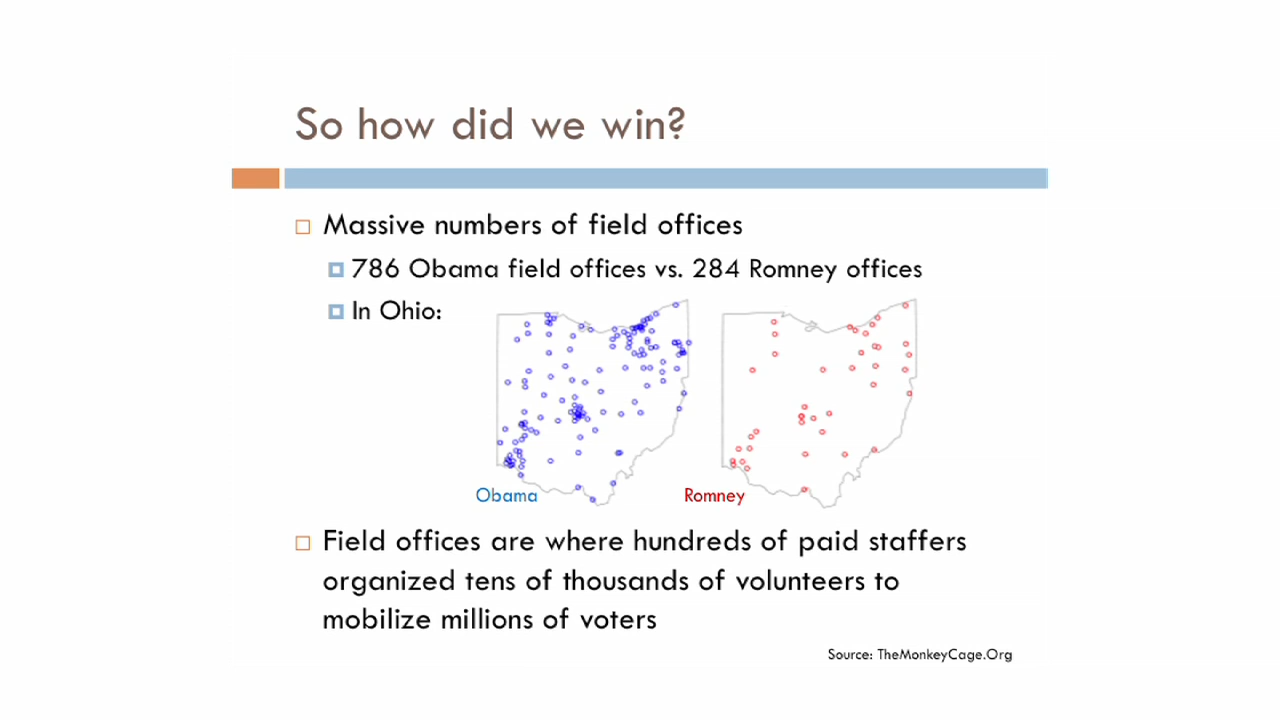 So how did we win?
Massive numbers of field offices
786 Obama field offices vs. 284 Romney offices
In Ohio:
Obama
Romney
Field offices are where hundreds of paid staffers
organized tens of thousands of volunteers to
mobilize millions of voters
Source: TheMonkeyCage.Org